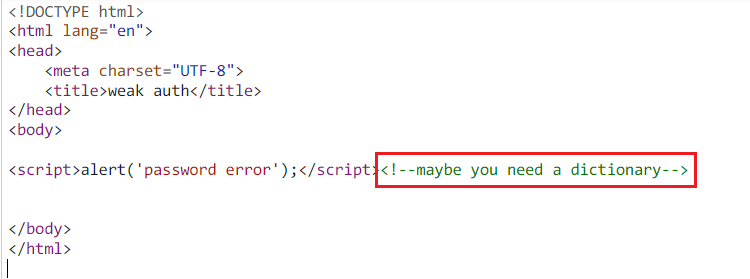 <!DOCTYPE html>
<html lang="en">
<head>
    <meta charset="UTF-8">
    <title>weak auth</title>
</head>
<body>
<script>alert('password error');</script><!--maybe you need a dictionary-->
</body>
</html>